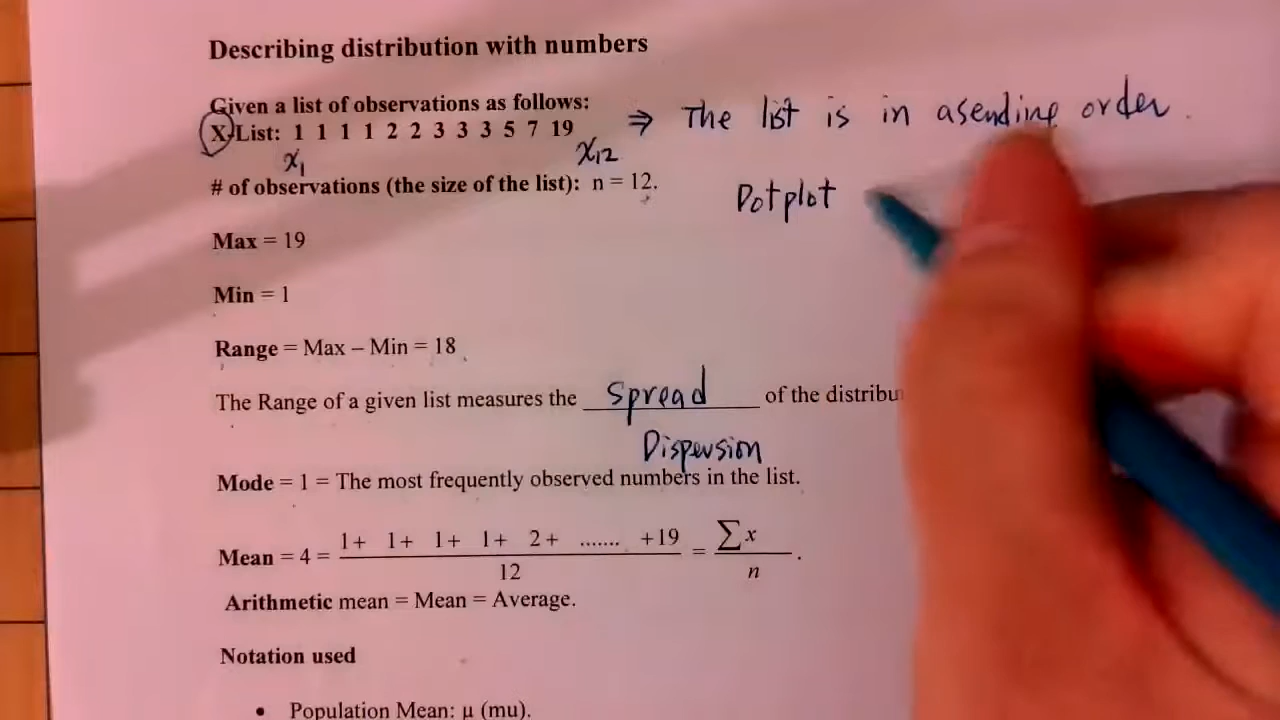 Describing distribution with numbers
Given a list of observations as follows:
X-List: 1 1 1 1 2 2 3 3 3 5 7 19 ⇒ The list is in asending order.
x₁ x₁₂
# of observations (the size of the list): n = 12.
Dotplot
Max = 19
Min = 1
Range = Max – Min = 18
The Range of a given list measures the spread of the distribu
Dispersion
Mode = 1 = The most frequently observed numbers in the list.
Mean = 4 = 1+ 1+ 1+ 1+ 2+ ....... +19 / 12 = ∑x / n .
Arithmetic mean = Mean = Average.
Notation used
• Population Mean: µ (mu).